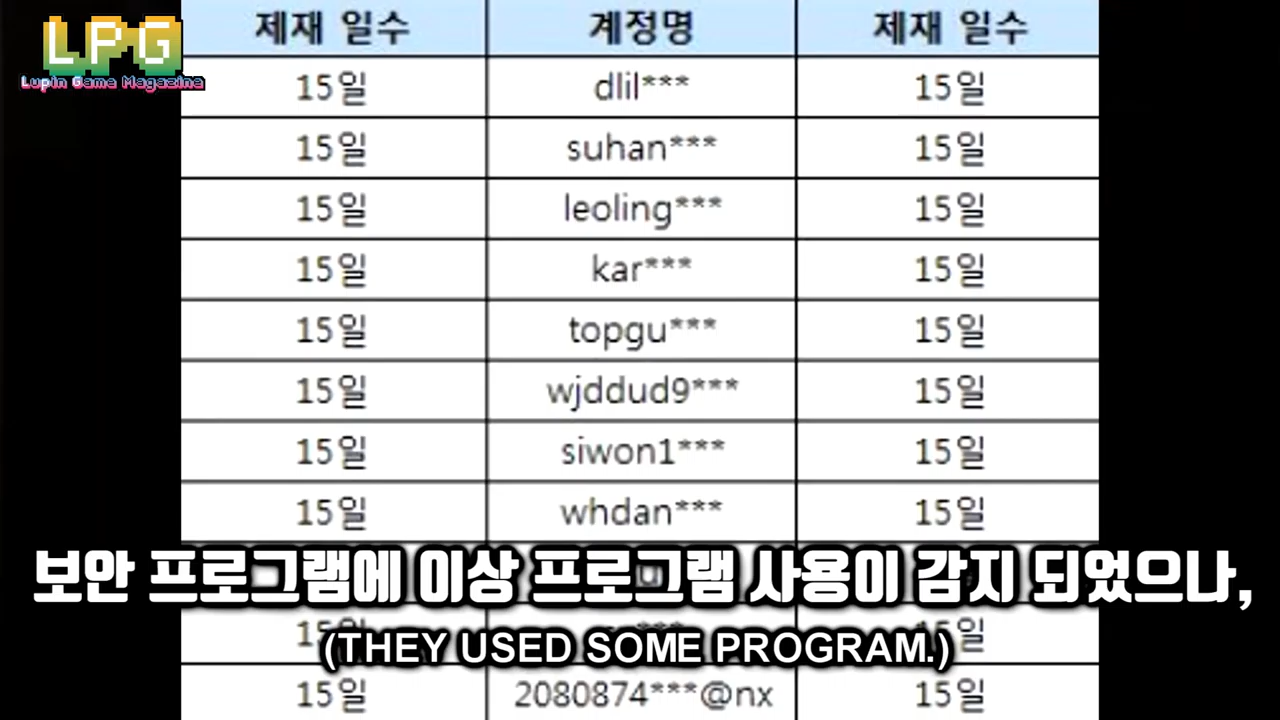 LPG
Lupin Game Magazine
제재 일수 계정명 제재 일수
15일 dlil*** 15일
15일 suhan*** 15일
15일 leoling*** 15일
15일 kar*** 15일
15일 topgu*** 15일
15일 wjddud9*** 15일
15일 siwon1*** 15일
15일 whdan*** 15일
보안 프로그램에 이상 프로그램 사용이 감지 되었으나,
(THEY USED SOME PROGRAM.)
15일 2080874***@nx 15일